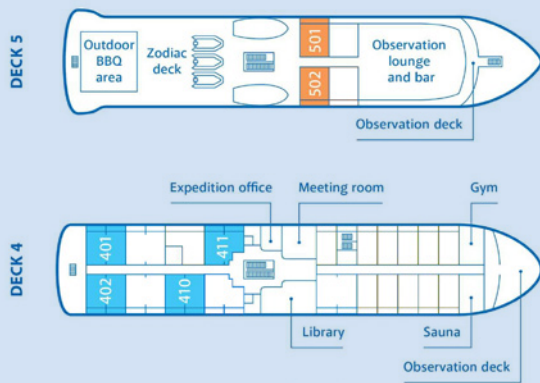 DECK 5
Outdoor
BBQ
area
Zodiac
deck
501
502
Observation
lounge
and bar
Observation deck
DECK 4
Expedition office
Meeting room
Gym
401
402
411
410
Library
Sauna
Observation deck